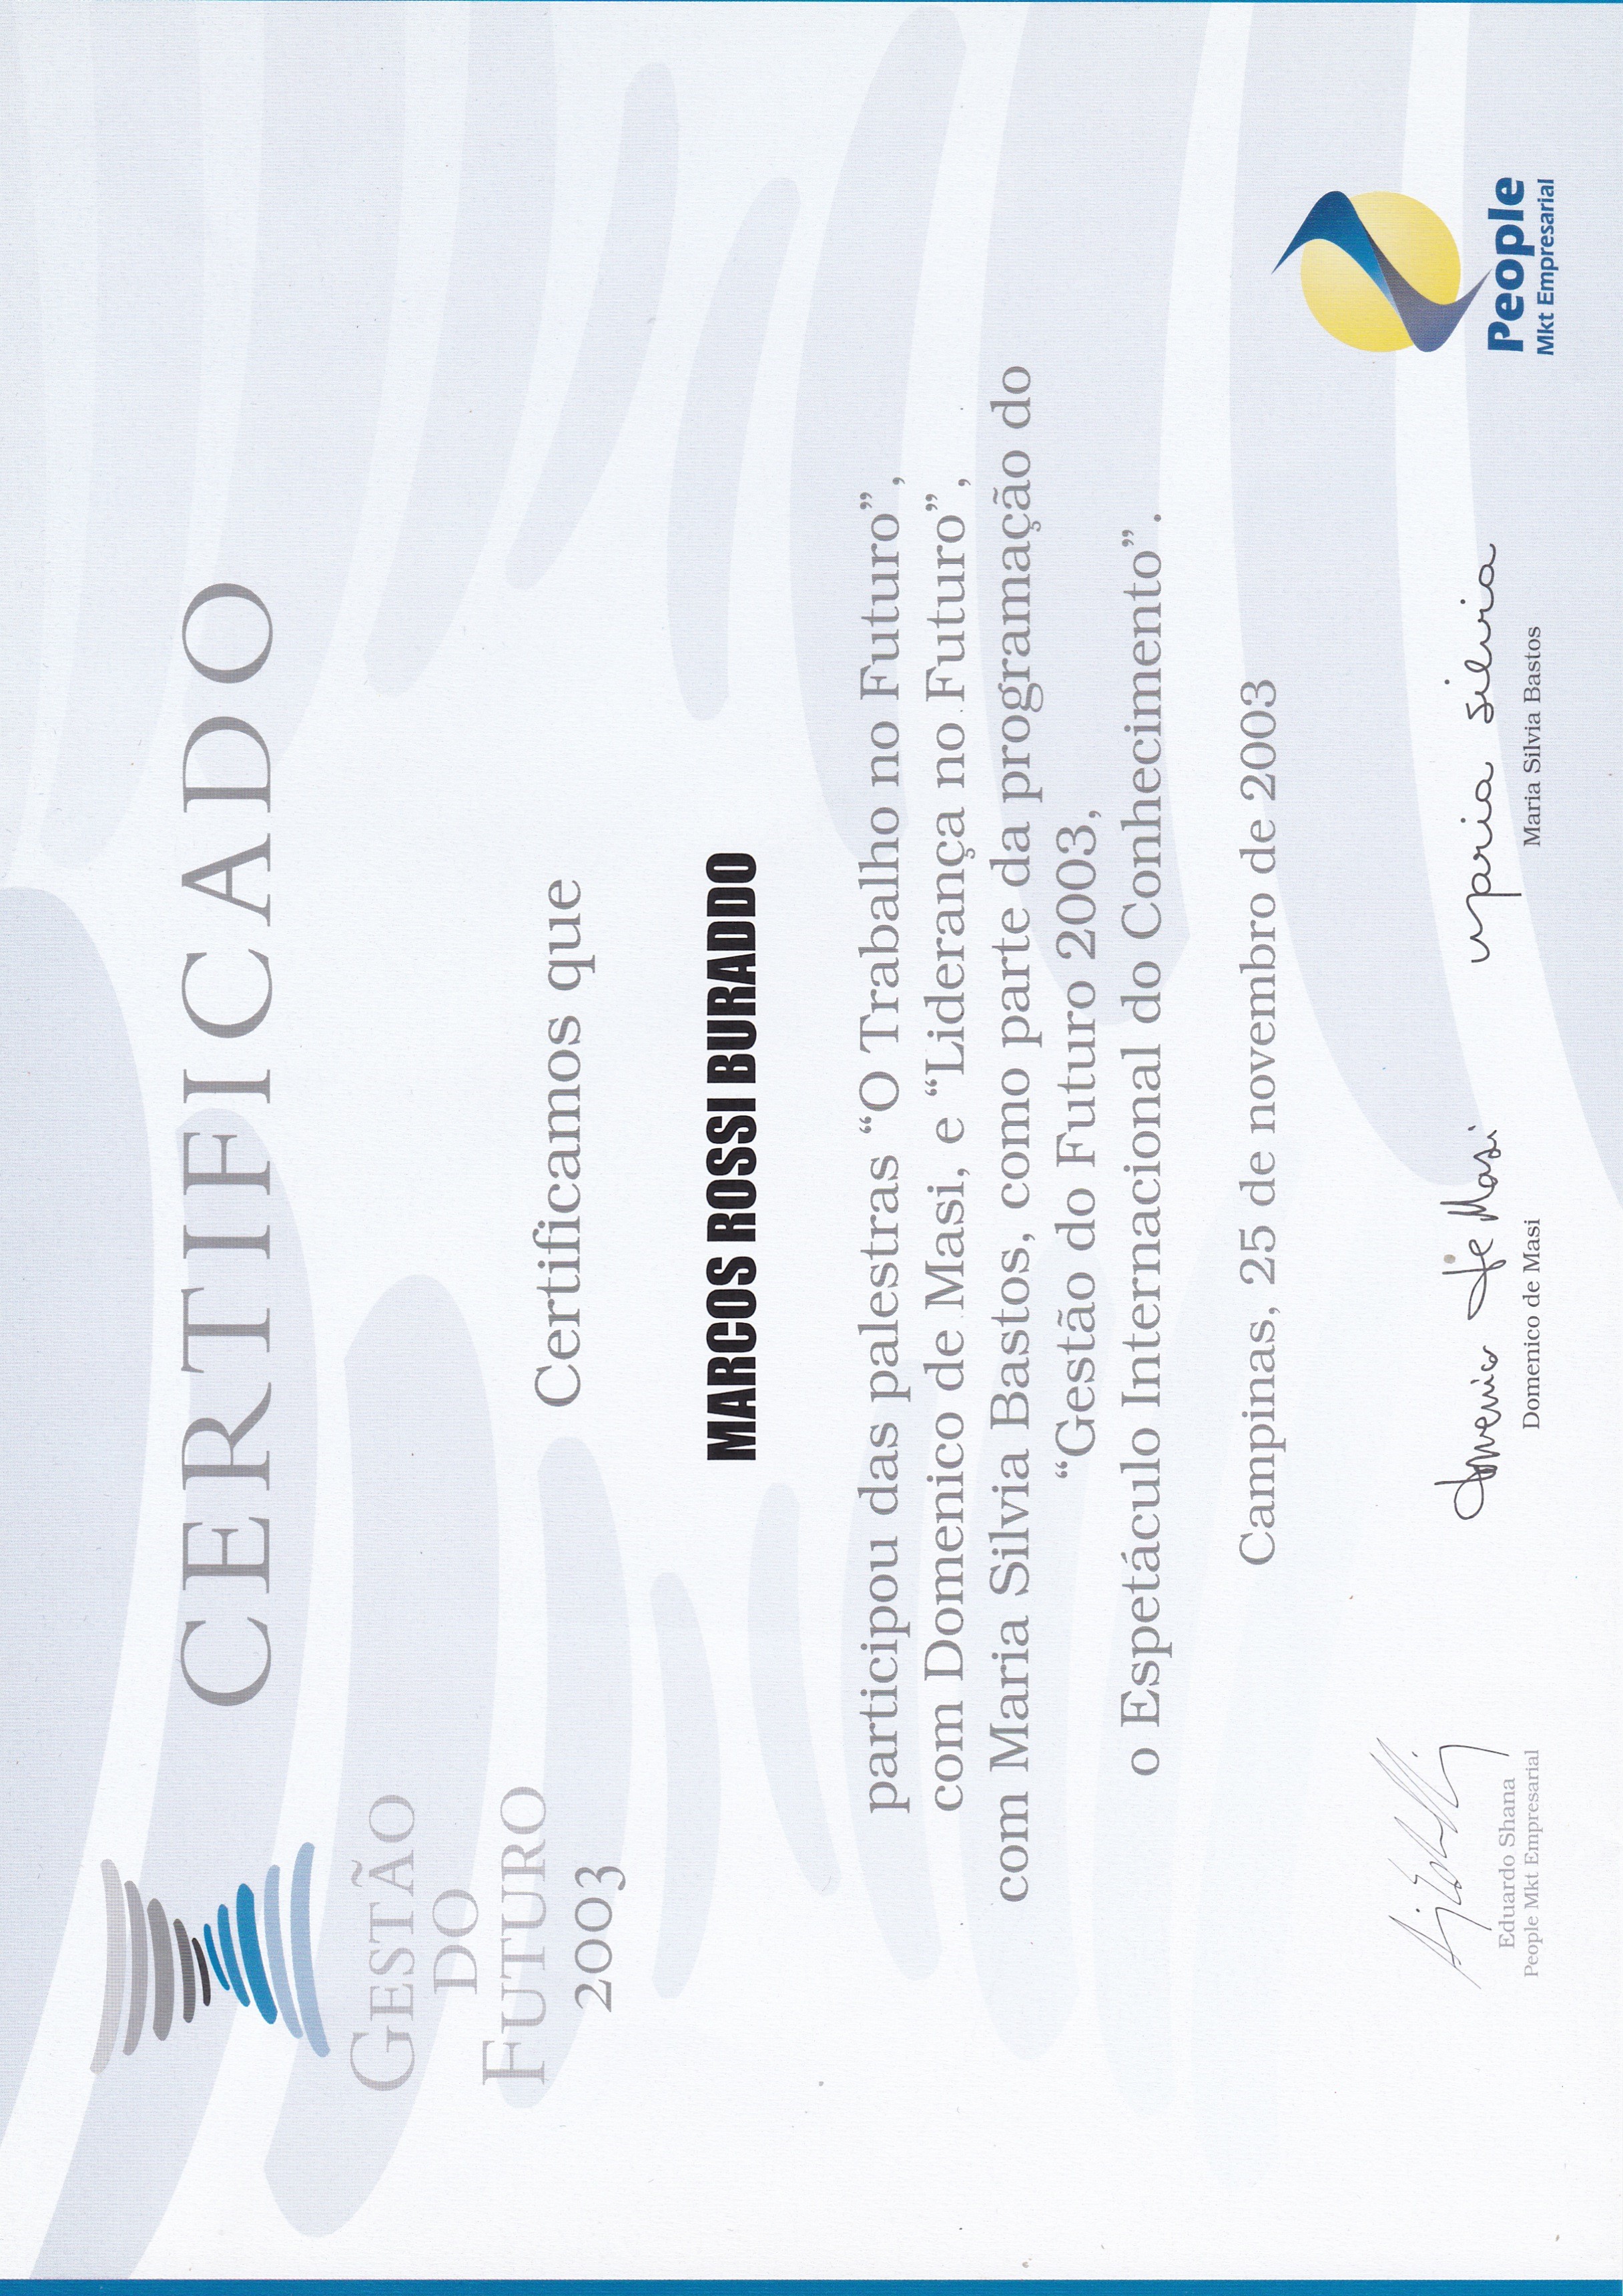 CERTIFICADO
GESTÃO
DO
FUTURO
2003
Certificamos que
MARCOS ROSSI BURADDO
participou das palestras “O Trabalho no Futuro”,
com Domenico de Masi, e “Liderança no Futuro”,
com Maria Silvia Bastos, como parte da programação do
“Gestão do Futuro 2003,
o Espetáculo Internacional do Conhecimento”.
Campinas, 25 de novembro de 2003
Domenico De Masi
Maria Silvia
Eduardo Shana
People Mkt Empresarial
Domenico de Masi
Maria Silvia Bastos
People
Mkt Empresarial